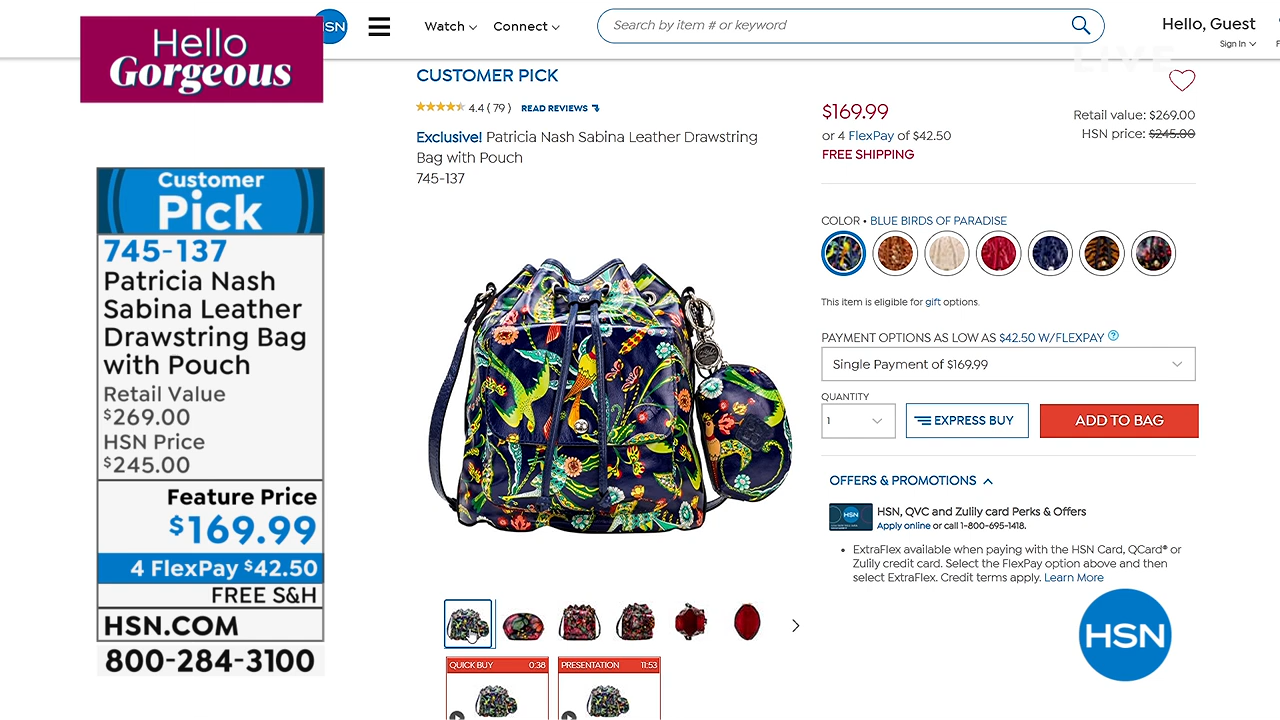 Hello
Gorgeous
Customer
Pick
745-137
Patricia Nash
Sabina Leather
Drawstring Bag
with Pouch
Retail Value
$269.00
HSN Price
$245.00
Feature Price
$169.99
4 FlexPay $42.50
FREE S&H
HSN.COM
800-284-3100
HSN
Watch
Connect
Search by item # or keyword
Hello, Guest
Sign In
LIVE
CUSTOMER PICK
4.4 ( 79 ) READ REVIEWS
Exclusive! Patricia Nash Sabina Leather Drawstring
Bag with Pouch
745-137
$169.99
or 4 FlexPay of $42.50
FREE SHIPPING
Retail value: $269.00
HSN price: $245.00
COLOR • BLUE BIRDS OF PARADISE
This item is eligible for gift options.
PAYMENT OPTIONS AS LOW AS $42.50 W/FLEXPAY ?
Single Payment of $169.99
QUANTITY
1
EXPRESS BUY
ADD TO BAG
OFFERS & PROMOTIONS
HSN
HSN, QVC and Zulily card Perks & Offers
Apply online or call 1-800-695-1418.
• ExtraFlex available when paying with the HSN Card, QCard® or
Zulily credit card. Select the FlexPay option above and then
select ExtraFlex. Credit terms apply. Learn More
QUICK BUY 0:38
PRESENTATION 11:53
HSN